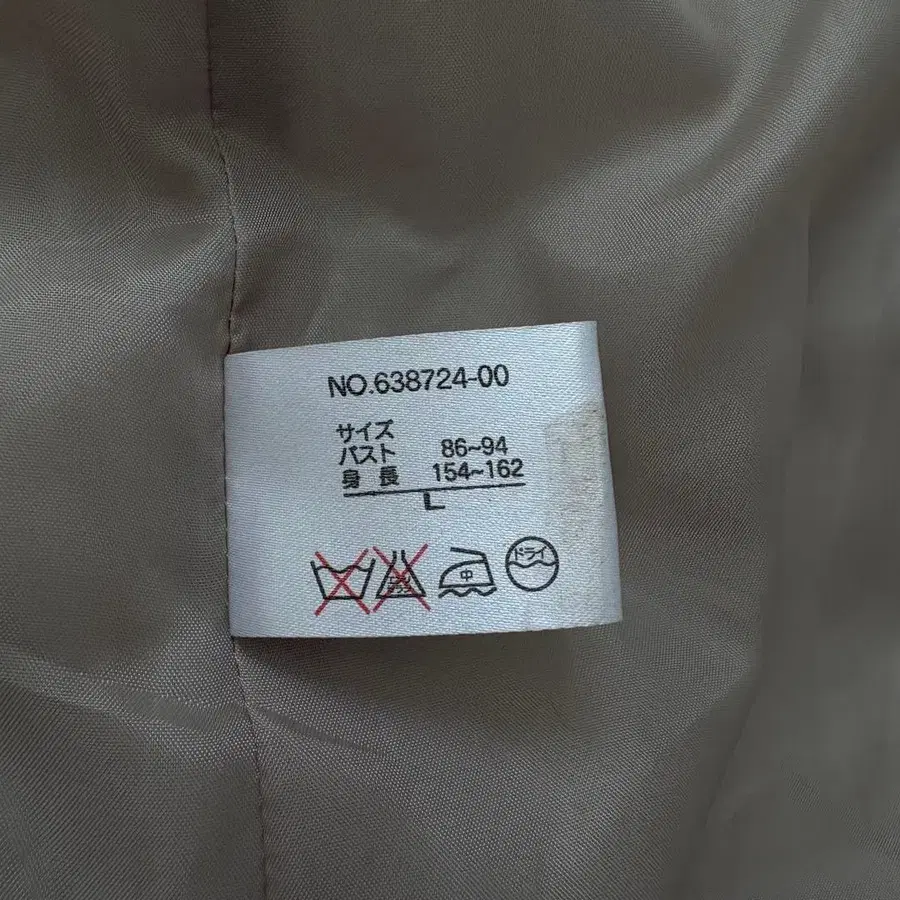 NO.638724-00
サイズ
バスト 86~94
身長 154~162
L
中 ドライ